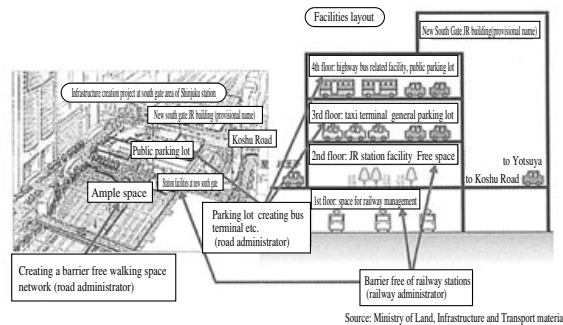 Facilities layout
New South Gate JR building(provisional name)
4th floor: highway bus related facility, public parking lot
Infrastructure creation project at south gate area of Shinjuku station
New south gate JR building (provisional name)
3rd floor: taxi terminal general parking lot
Koshu Road
Public parking lot
2nd floor: JR station facility Free space
to Yotsuya
to Koshu Road
Station facilities at new south gate
Ample space
1st floor: space for railway management
Parking lot creating bus
terminal etc.
(road administrator)
Creating a barrier free walking space
network (road administrator)
Barrier free of railway stations
(railway administrator)
Source: Ministry of Land, Infrastructure and Transport materia